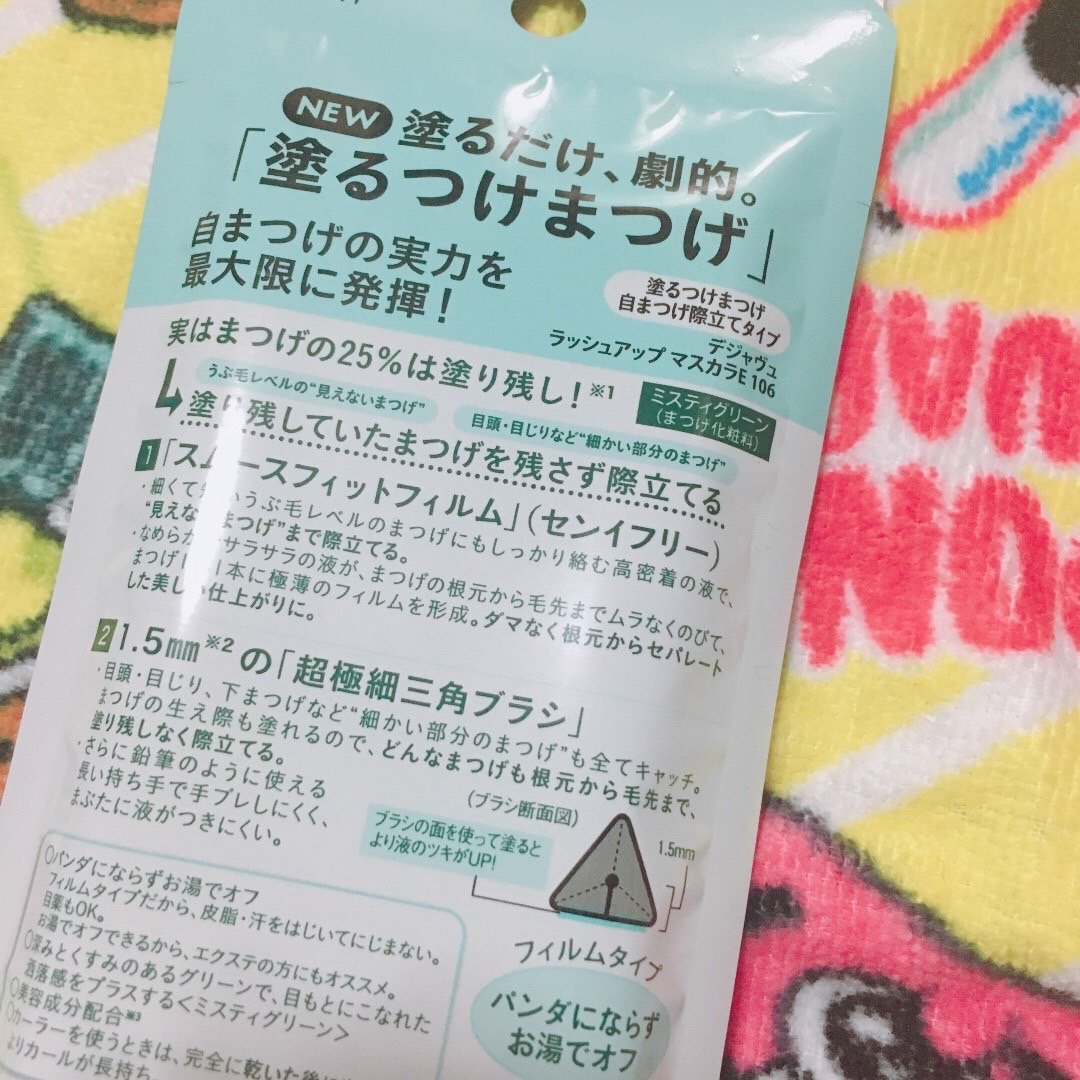 NEW 塗るだけ、劇的。
「塗るつけまつげ」
自まつげの実力を
最大限に発揮!
塗るつけまつげ
自まつげ際立てタイプ
デジャヴュ
ラッシュアップ マスカラE 106
ミスティグリーン
(まつげ化粧料)
実はまつげの25%は塗り残し!※1
うぶ毛レベルの“見えないまつげ”
目頭・目じりなど“細かい部分のまつげ”
塗り残していたまつげを残さず際立てる
1 「スムースフィットフィルム」(センイフリー)
・細くて うぶ毛レベルのまつげにもしっかり絡む高密着の液で、
“見えな まつげ”まで際立てる。
・なめらか サラサラの液が、まつげの根元から毛先までムラなくのびて、
まつげ 1本に極薄のフィルムを形成。ダマなく根元からセパレート
した美しい仕上がりに。
2 1.5mm※2の「超極細三角ブラシ」
・目頭・目じり、下まつげなど“細かい部分のまつげ”も全てキャッチ。
まつげの生え際も塗れるので、どんなまつげも根元から毛先まで、
塗り残しなく際立てる。
・さらに鉛筆のように使える
長い持ち手で手ブレしにくく、
まぶたに液がつきにくい。
(ブラシ断面図)
ブラシの面を使って塗ると
より液のツキがUP!
1.5mm
○パンダにならずお湯でオフ
フィルムタイプだから、皮脂・汗をはじいてにじまない。
目薬もOK。
お湯でオフできるから、エクステの方にもオススメ。
○深みとくすみのあるグリーンで、目もとにこなれた
洒落感をプラスする<ミスティグリーン>
○美容成分配合※3
○カーラーを使うときは、完全に乾いた後に
よりカールが長持ち。
フィルムタイプ
パンダにならず
お湯でオフ